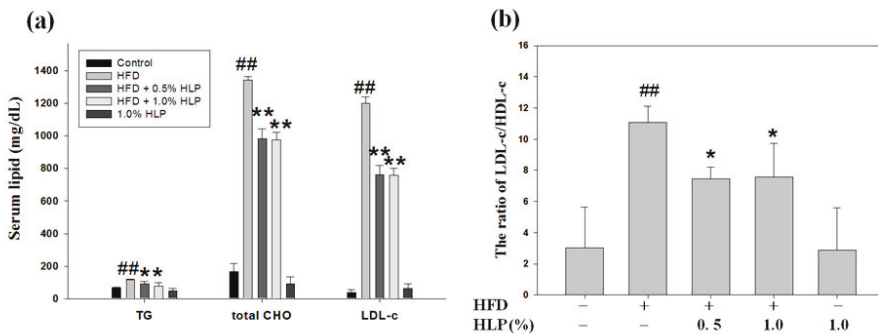 (a)
Serum lipid (mg/dL)
1400
1200
1000
800
600
400
200
0
Control
HFD
HFD + 0.5% HLP
HFD + 1.0% HLP
1.0% HLP
##
**
##
**
**
##
**
**
TG
total CHO
LDL-c
(b)
The ratio of LDL-c/HDL-c
16
14
12
10
8
6
4
2
0
##
*
*
HFD – + + + –
HLP(%) – – 0.5 1.0 1.0